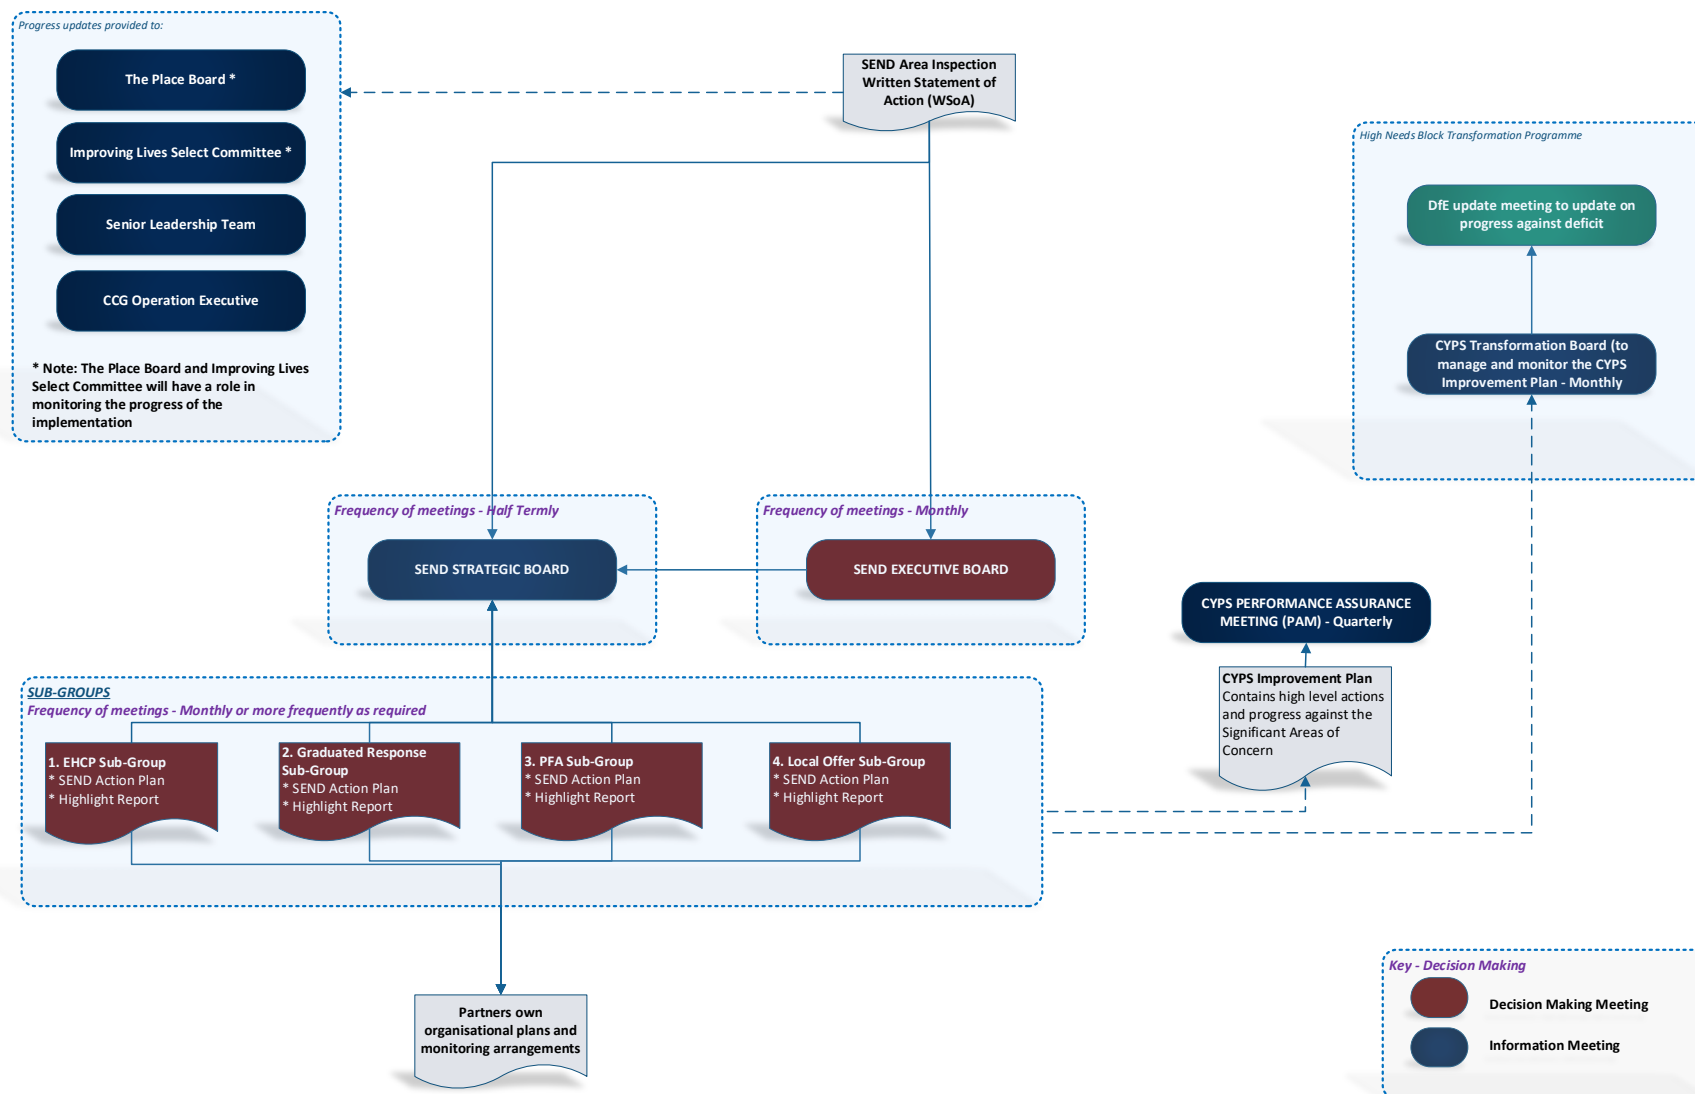 Progress updates provided to:
The Place Board *
Improving Lives Select Committee *
Senior Leadership Team
CCG Operation Executive
* Note: The Place Board and Improving Lives
Select Committee will have a role in
monitoring the progress of the
implementation
SEND Area Inspection
Written Statement of
Action (WSoA)
High Needs Block Transformation Programme
DfE update meeting to update on
progress against deficit
CYPS Transformation Board (to
manage and monitor the CYPS
Improvement Plan - Monthly
Frequency of meetings - Half Termly
SEND STRATEGIC BOARD
Frequency of meetings - Monthly
SEND EXECUTIVE BOARD
CYPS PERFORMANCE ASSURANCE
MEETING (PAM) - Quarterly
CYPS Improvement Plan
Contains high level actions
and progress against the
Significant Areas of
Concern
SUB-GROUPS
Frequency of meetings - Monthly or more frequently as required
1. EHCP Sub-Group
* SEND Action Plan
* Highlight Report
2. Graduated Response
Sub-Group
* SEND Action Plan
* Highlight Report
3. PFA Sub-Group
* SEND Action Plan
* Highlight Report
4. Local Offer Sub-Group
* SEND Action Plan
* Highlight Report
Partners own
organisational plans and
monitoring arrangements
Key - Decision Making
Decision Making Meeting
Information Meeting